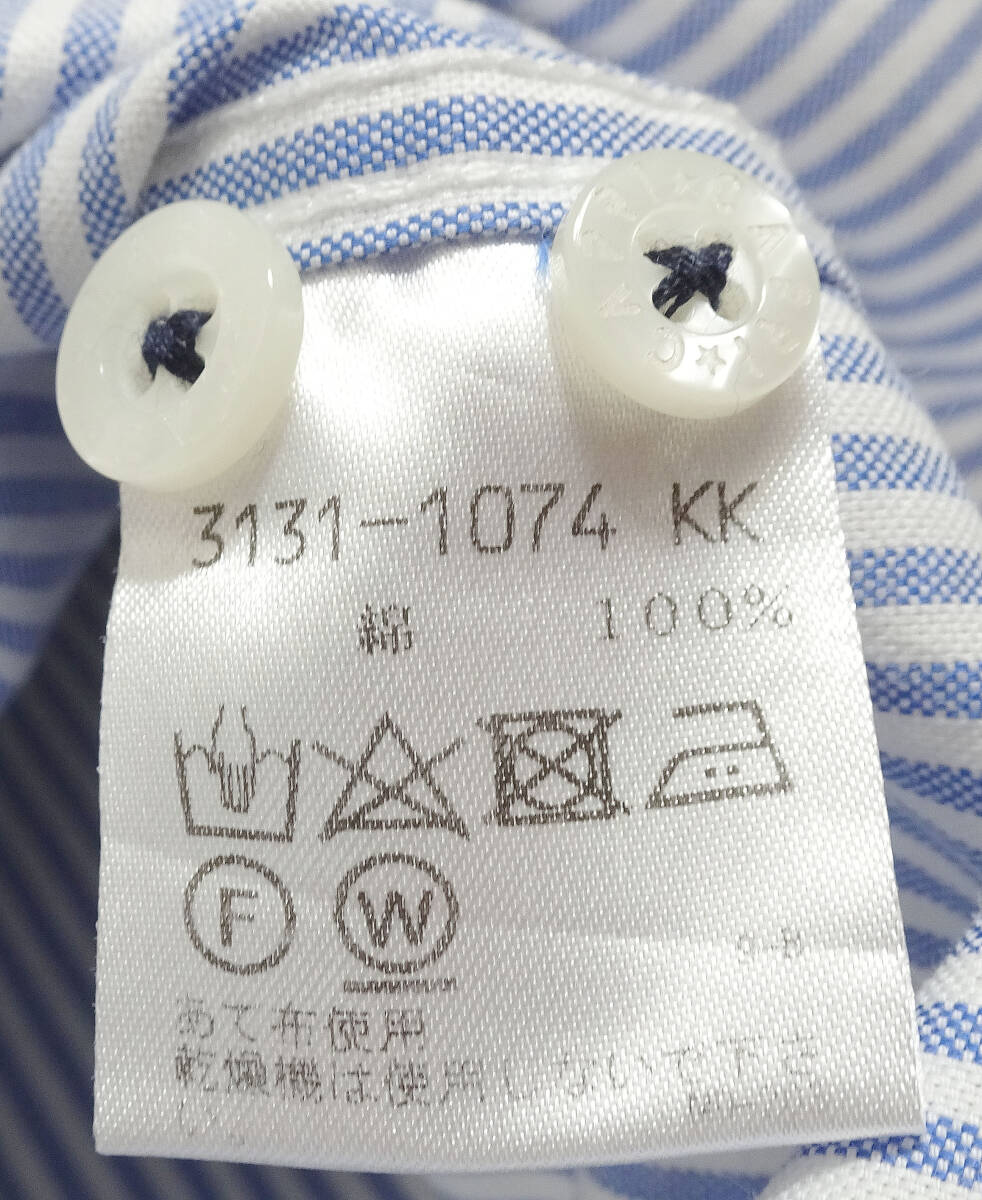 3131-1074 KK
綿 100%
F W
9-B
あて布使用
乾燥機は使用しないで下さ
い。